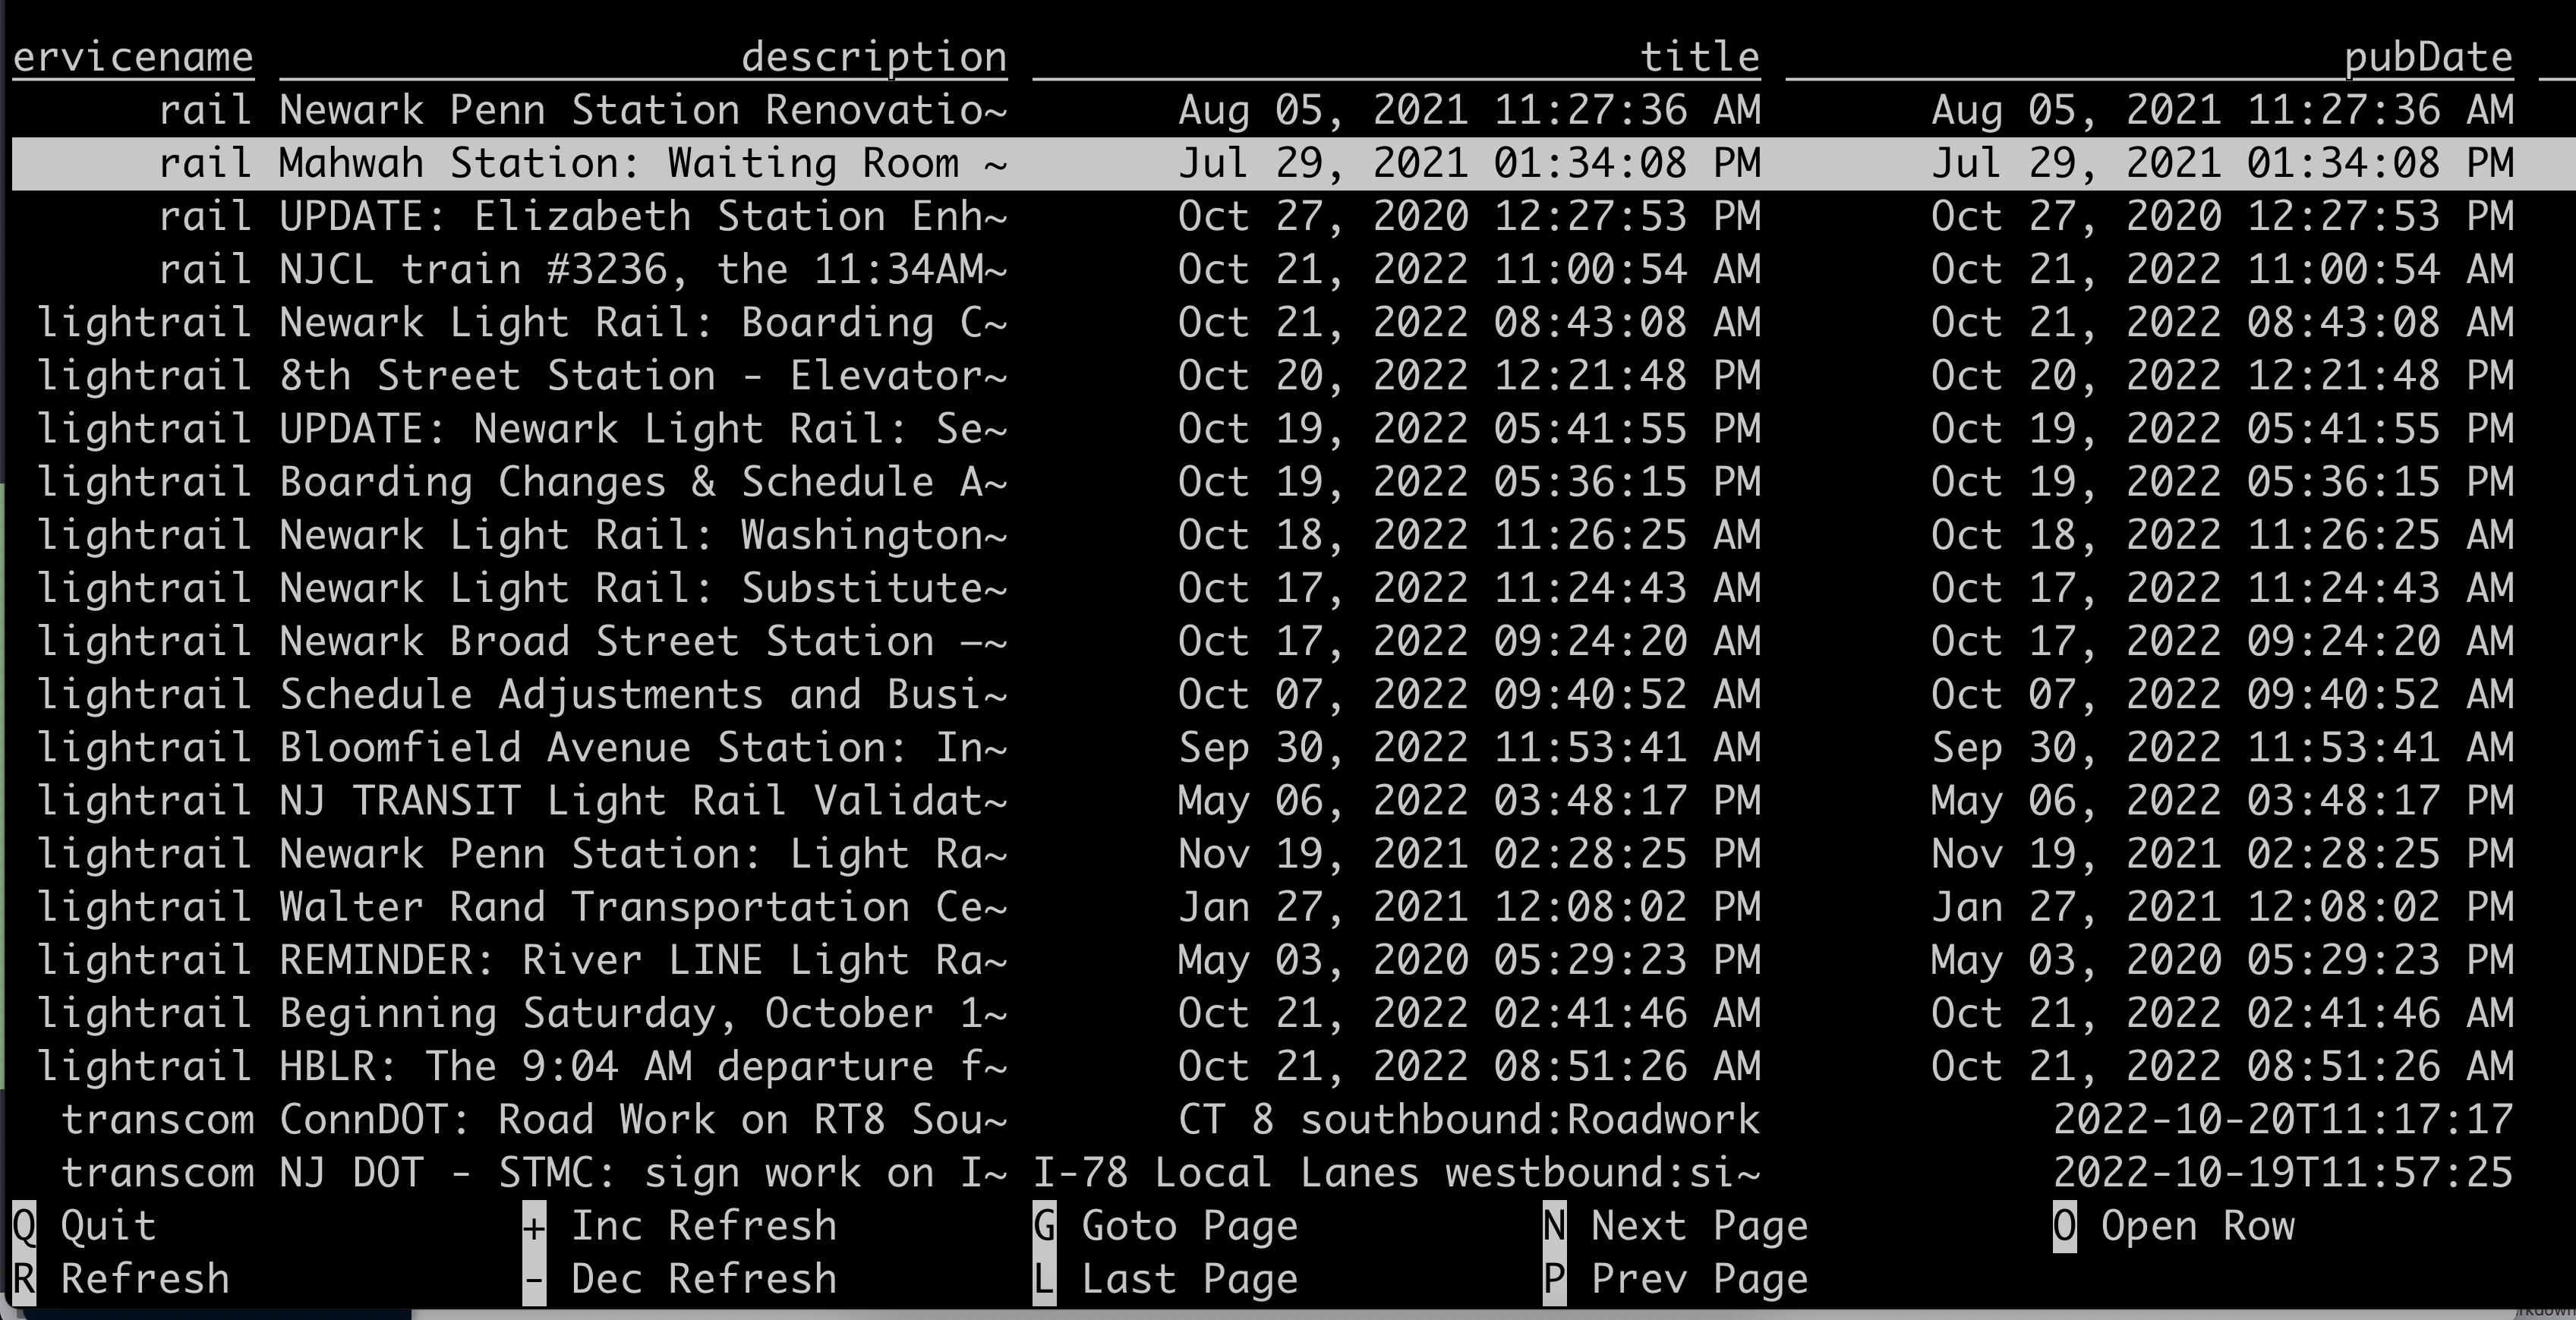 ervicename description title pubDate
rail Newark Penn Station Renovatio~ Aug 05, 2021 11:27:36 AM Aug 05, 2021 11:27:36 AM
rail Mahwah Station: Waiting Room ~ Jul 29, 2021 01:34:08 PM Jul 29, 2021 01:34:08 PM
rail UPDATE: Elizabeth Station Enh~ Oct 27, 2020 12:27:53 PM Oct 27, 2020 12:27:53 PM
rail NJCL train #3236, the 11:34AM~ Oct 21, 2022 11:00:54 AM Oct 21, 2022 11:00:54 AM
lightrail Newark Light Rail: Boarding C~ Oct 21, 2022 08:43:08 AM Oct 21, 2022 08:43:08 AM
lightrail 8th Street Station - Elevator~ Oct 20, 2022 12:21:48 PM Oct 20, 2022 12:21:48 PM
lightrail UPDATE: Newark Light Rail: Se~ Oct 19, 2022 05:41:55 PM Oct 19, 2022 05:41:55 PM
lightrail Boarding Changes & Schedule A~ Oct 19, 2022 05:36:15 PM Oct 19, 2022 05:36:15 PM
lightrail Newark Light Rail: Washington~ Oct 18, 2022 11:26:25 AM Oct 18, 2022 11:26:25 AM
lightrail Newark Light Rail: Substitute~ Oct 17, 2022 11:24:43 AM Oct 17, 2022 11:24:43 AM
lightrail Newark Broad Street Station –~ Oct 17, 2022 09:24:20 AM Oct 17, 2022 09:24:20 AM
lightrail Schedule Adjustments and Busi~ Oct 07, 2022 09:40:52 AM Oct 07, 2022 09:40:52 AM
lightrail Bloomfield Avenue Station: In~ Sep 30, 2022 11:53:41 AM Sep 30, 2022 11:53:41 AM
lightrail NJ TRANSIT Light Rail Validat~ May 06, 2022 03:48:17 PM May 06, 2022 03:48:17 PM
lightrail Newark Penn Station: Light Ra~ Nov 19, 2021 02:28:25 PM Nov 19, 2021 02:28:25 PM
lightrail Walter Rand Transportation Ce~ Jan 27, 2021 12:08:02 PM Jan 27, 2021 12:08:02 PM
lightrail REMINDER: River LINE Light Ra~ May 03, 2020 05:29:23 PM May 03, 2020 05:29:23 PM
lightrail Beginning Saturday, October 1~ Oct 21, 2022 02:41:46 AM Oct 21, 2022 02:41:46 AM
lightrail HBLR: The 9:04 AM departure f~ Oct 21, 2022 08:51:26 AM Oct 21, 2022 08:51:26 AM
transcom ConnDOT: Road Work on RT8 Sou~ CT 8 southbound:Roadwork 2022-10-20T11:17:17
transcom NJ DOT - STMC: sign work on I~ I-78 Local Lanes westbound:si~ 2022-10-19T11:57:25
Q Quit + Inc Refresh G Goto Page N Next Page O Open Row
R Refresh - Dec Refresh L Last Page P Prev Page